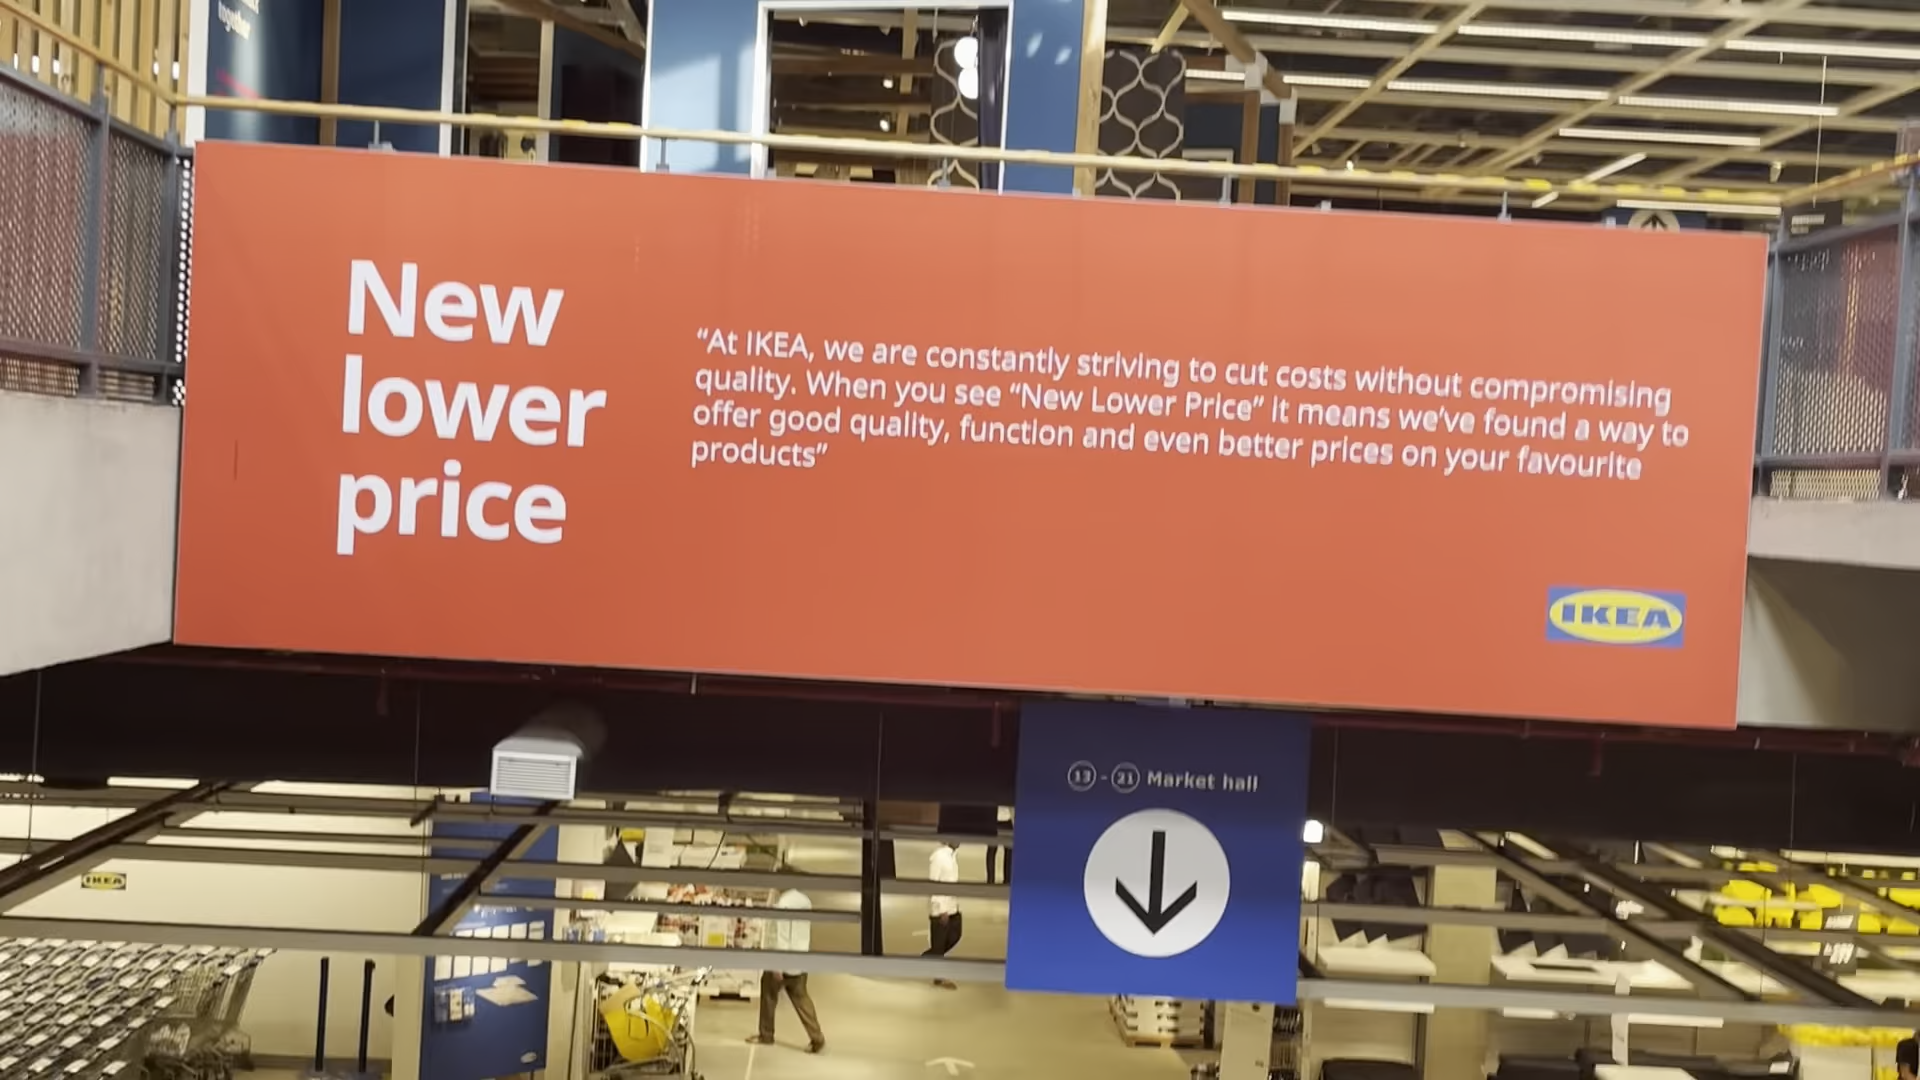 together
New
lower
price
“At IKEA, we are constantly striving to cut costs without compromising
quality. When you see “New Lower Price” it means we’ve found a way to
offer good quality, function and even better prices on your favourite
products”
IKEA
13 - 21 Market hall
IKEA